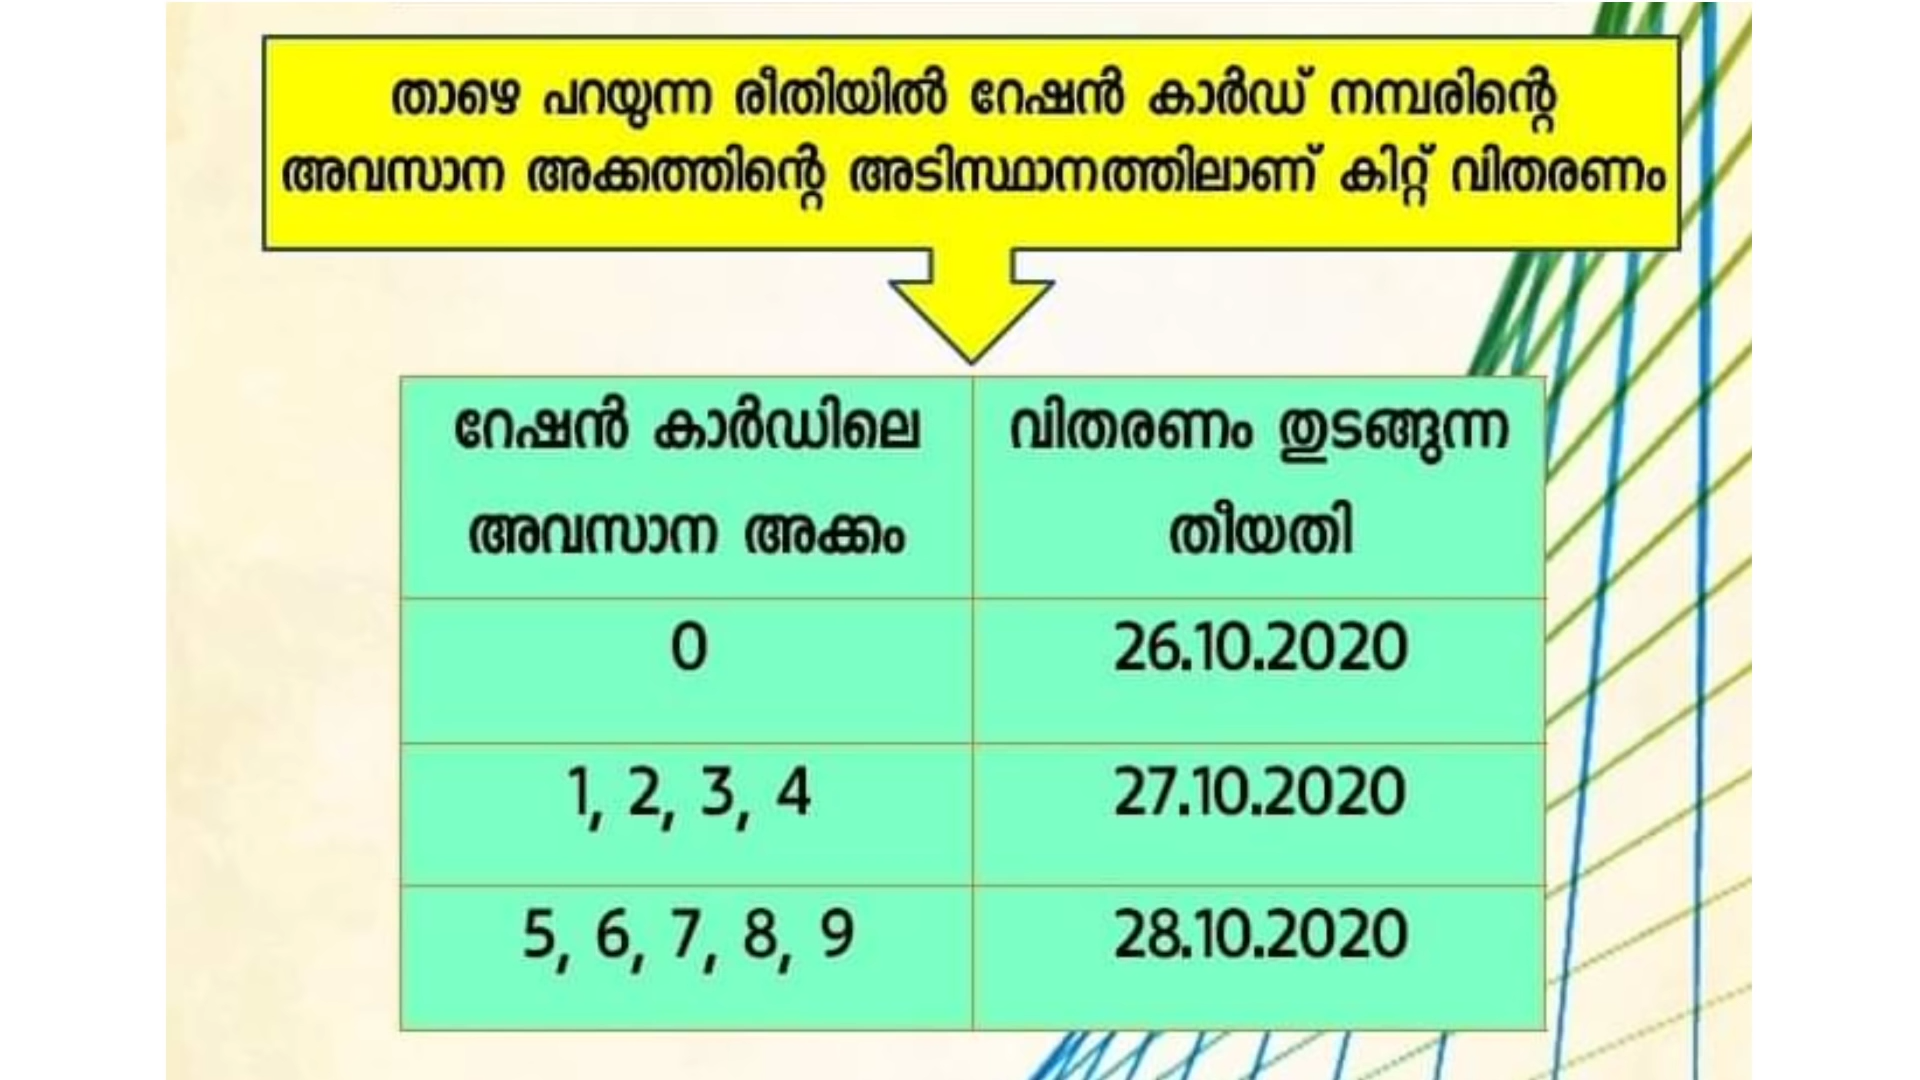 താഴെ പറയുന്ന രീതിയിൽ റേഷൻ കാർഡ് നമ്പരിന്റെ
അവസാന അക്കത്തിന്റെ അടിസ്ഥാനത്തിലാണ് കിറ്റ് വിതരണം
റേഷൻ കാർഡിലെ
അവസാന അക്കം
വിതരണം തുടങ്ങുന്ന
തീയതി
0 26.10.2020
1, 2, 3, 4 27.10.2020
5, 6, 7, 8, 9 28.10.2020